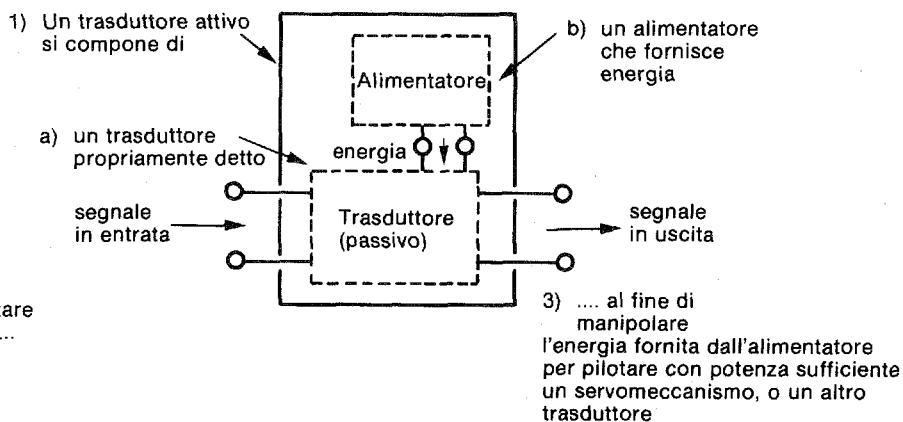 1) Un trasduttore attivo
si compone di
b) un alimentatore
che fornisce
energia
Alimentatore
a) un trasduttore
propriamente detto
energia
segnale
in entrata
Trasduttore
(passivo)
segnale
in uscita
3) .... al fine di
manipolare
l'energia fornita dall'alimentatore
per pilotare con potenza sufficiente
un servomeccanismo, o un altro
trasduttore
...